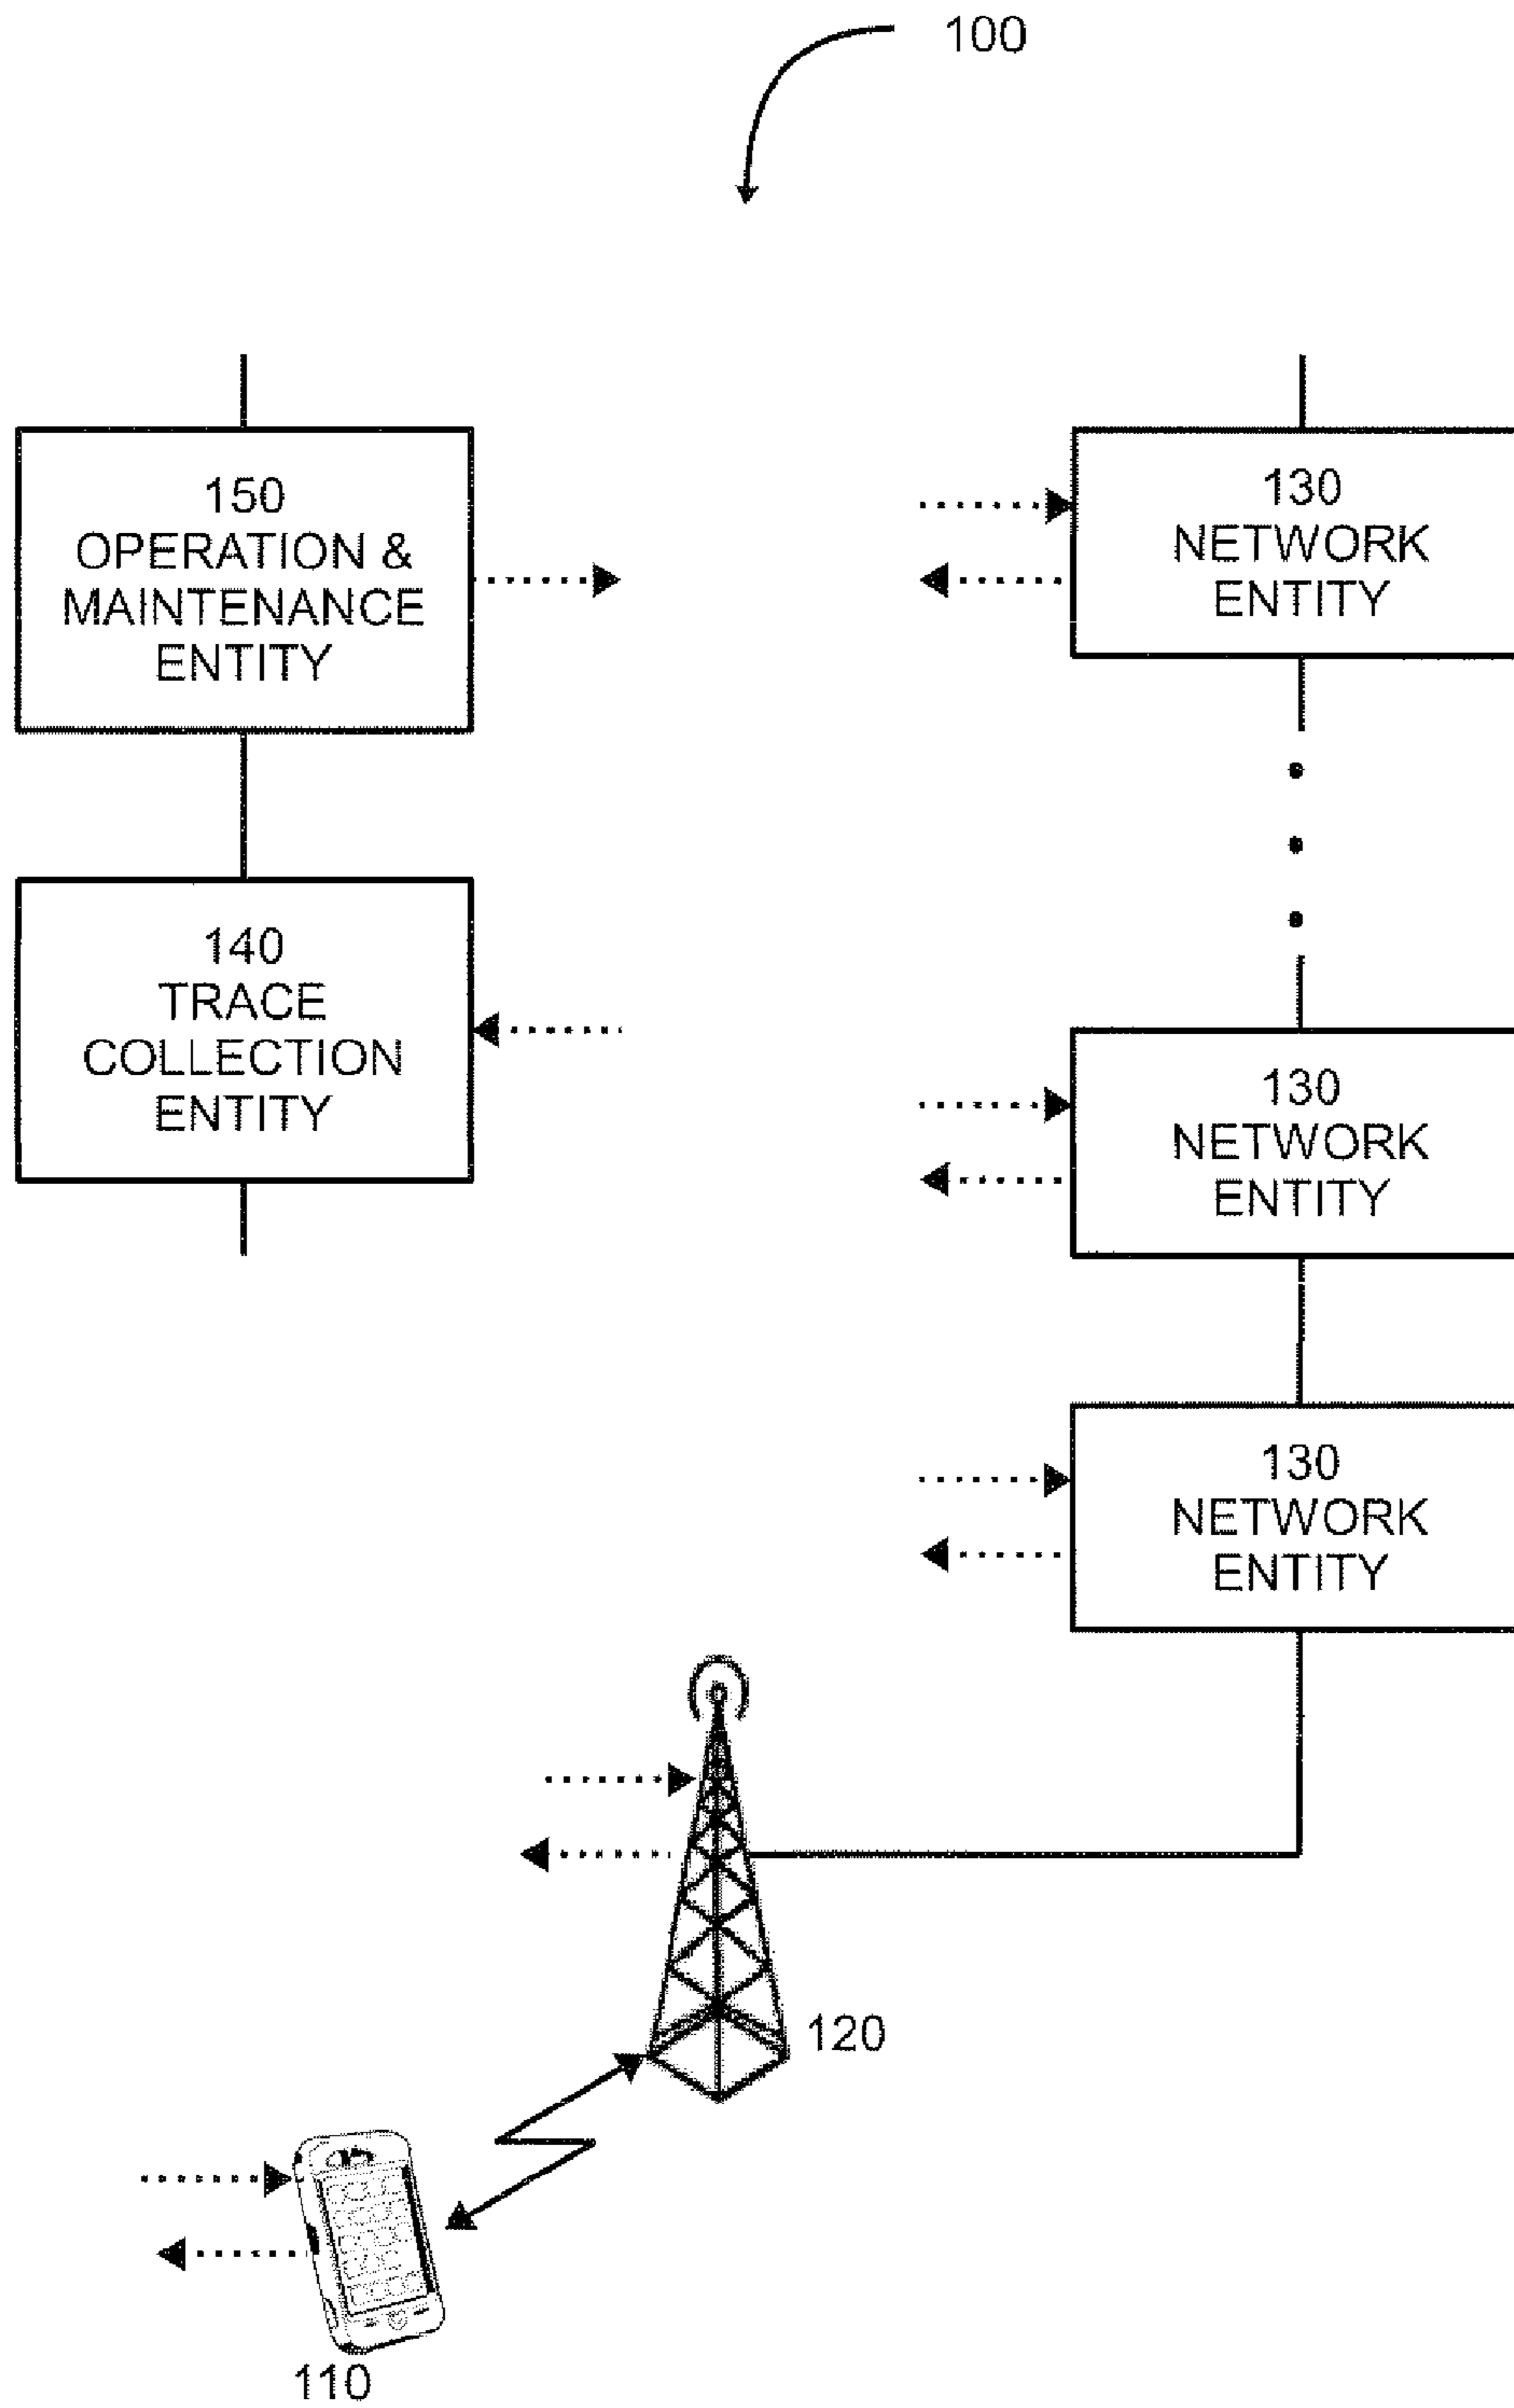 100
150
OPERATION &
MAINTENANCE
ENTITY
130
NETWORK
ENTITY
140
TRACE
COLLECTION
ENTITY
130
NETWORK
ENTITY
130
NETWORK
ENTITY
120
110